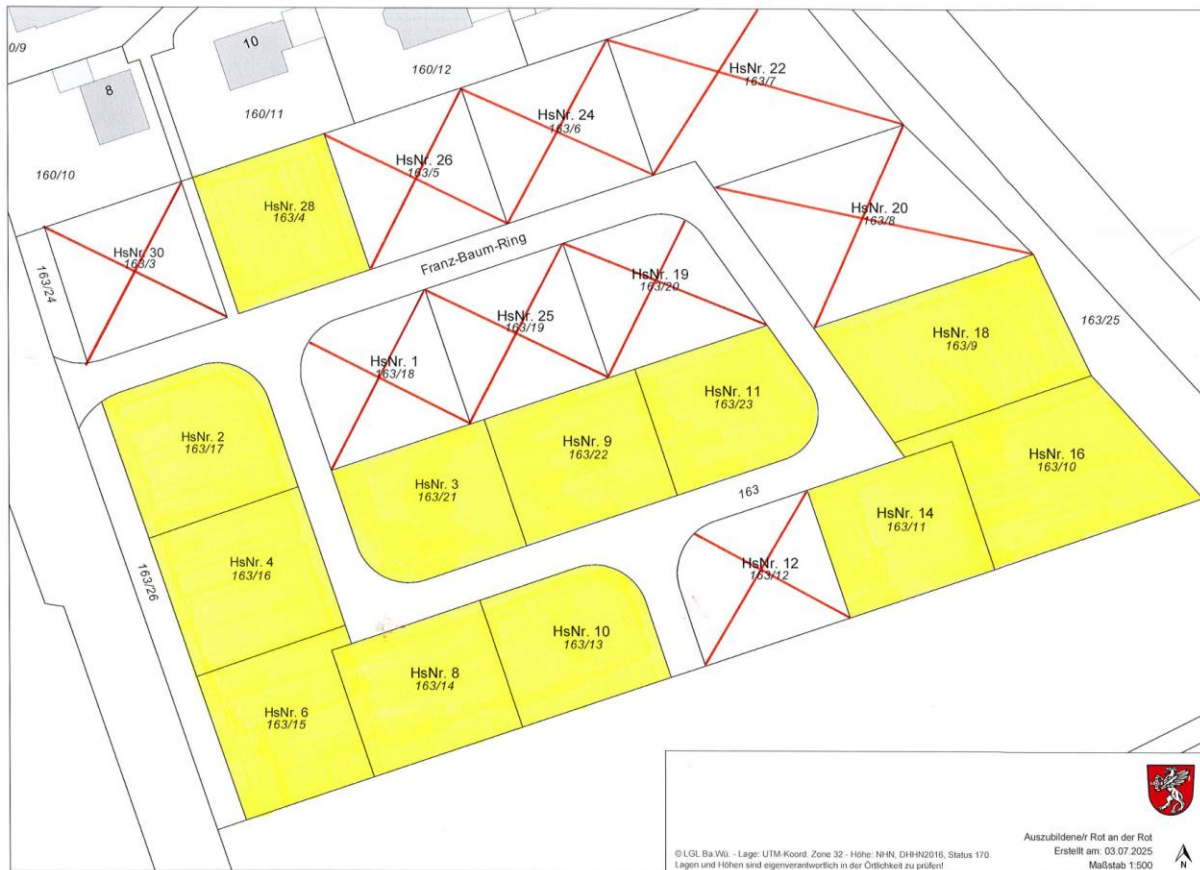 0/9
10
8
160/12
160/11
160/10
HsNr. 22
163/7
HsNr. 24
163/6
HsNr. 26
163/5
HsNr. 28
163/4
HsNr. 20
163/8
HsNr. 30
163/3
163/24
Franz-Baum-Ring
HsNr. 19
163/20
HsNr. 25
163/19
HsNr. 1
163/18
163/25
HsNr. 18
163/9
HsNr. 11
163/23
HsNr. 9
163/22
HsNr. 3
163/21
HsNr. 2
163/17
HsNr. 16
163/10
163
HsNr. 14
163/11
HsNr. 12
163/12
HsNr. 4
163/16
163/26
HsNr. 10
163/13
HsNr. 8
163/14
HsNr. 6
163/15
Auszubildene/r Rot an der Rot
Erstellt am: 03.07.2025
Maßstab 1:500
N
© LGL Ba.Wü. - Lage: UTM-Koord. Zone 32 - Höhe: NHN, DHHN2016, Status 170
Lagen und Höhen sind eigenverantwortlich in der Örtlichkeit zu prüfen!